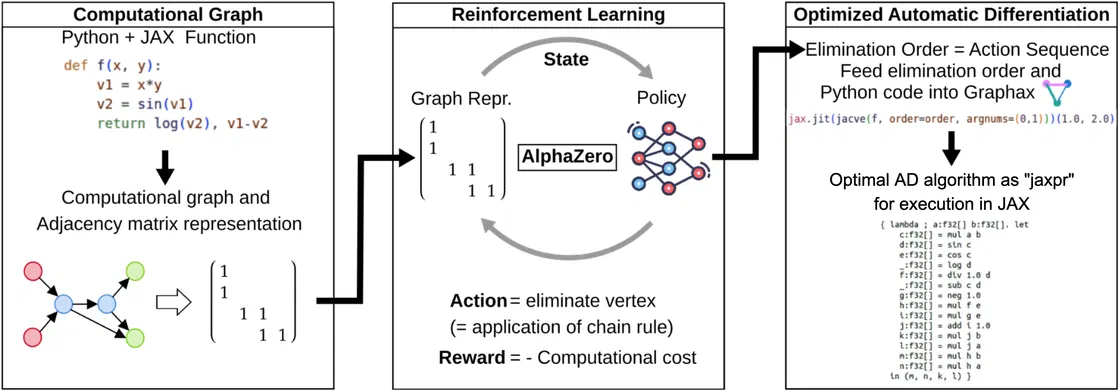 Computational Graph
Python + JAX Function
def f(x, y):
v1 = x*y
v2 = sin(v1)
return log(v2), v1-v2
Computational graph and
Adjacency matrix representation
1
1
1 1
1 1
Reinforcement Learning
State
Graph Repr.
Policy
1
1
1 1
1 1
AlphaZero
Action = eliminate vertex
(= application of chain rule)
Reward = - Computational cost
Optimized Automatic Differentiation
Elimination Order = Action Sequence
Feed elimination order and
Python code into Graphax
jax.jit(jacve(f, order=order, argnums=(0,1)))(1.0, 2.0)
Optimal AD algorithm as "jaxpr"
for execution in JAX
{ lambda ; a:f32[] b:f32[]. let
c:f32[] = mul a b
d:f32[] = sin c
e:f32[] = cos c
_:f32[] = log d
f:f32[] = div 1.0 d
_:f32[] = sub c d
g:f32[] = neg 1.0
h:f32[] = mul f e
i:f32[] = mul g e
j:f32[] = add i 1.0
k:f32[] = mul j b
l:f32[] = mul j a
m:f32[] = mul h b
n:f32[] = mul h a
in (m, n, k, l) }